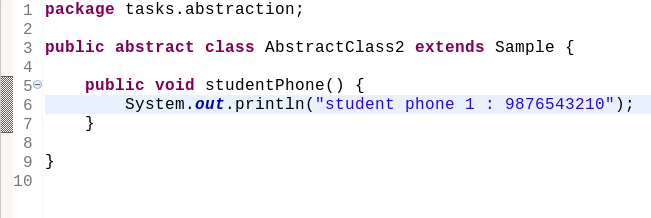 1 package tasks.abstraction;
2
3 public abstract class AbstractClass2 extends Sample {
4
5 public void studentPhone() {
6 System.out.println("student phone 1 : 9876543210");
7 }
8
9 }
10